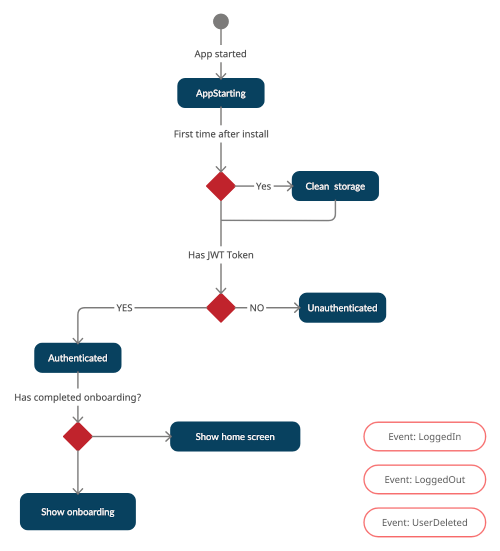 App started
AppStarting
First time after install
Yes
Clean storage
Has JWT Token
YES
NO
Unauthenticated
Authenticated
Has completed onboarding?
Show home screen
Event: LoggedIn
Event: LoggedOut
Show onboarding
Event: UserDeleted